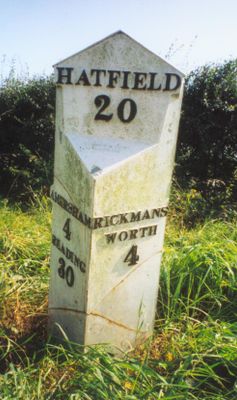 HATFIELD
20
AMERSHAM
4
READING
30
RICKMANS
WORTH
4